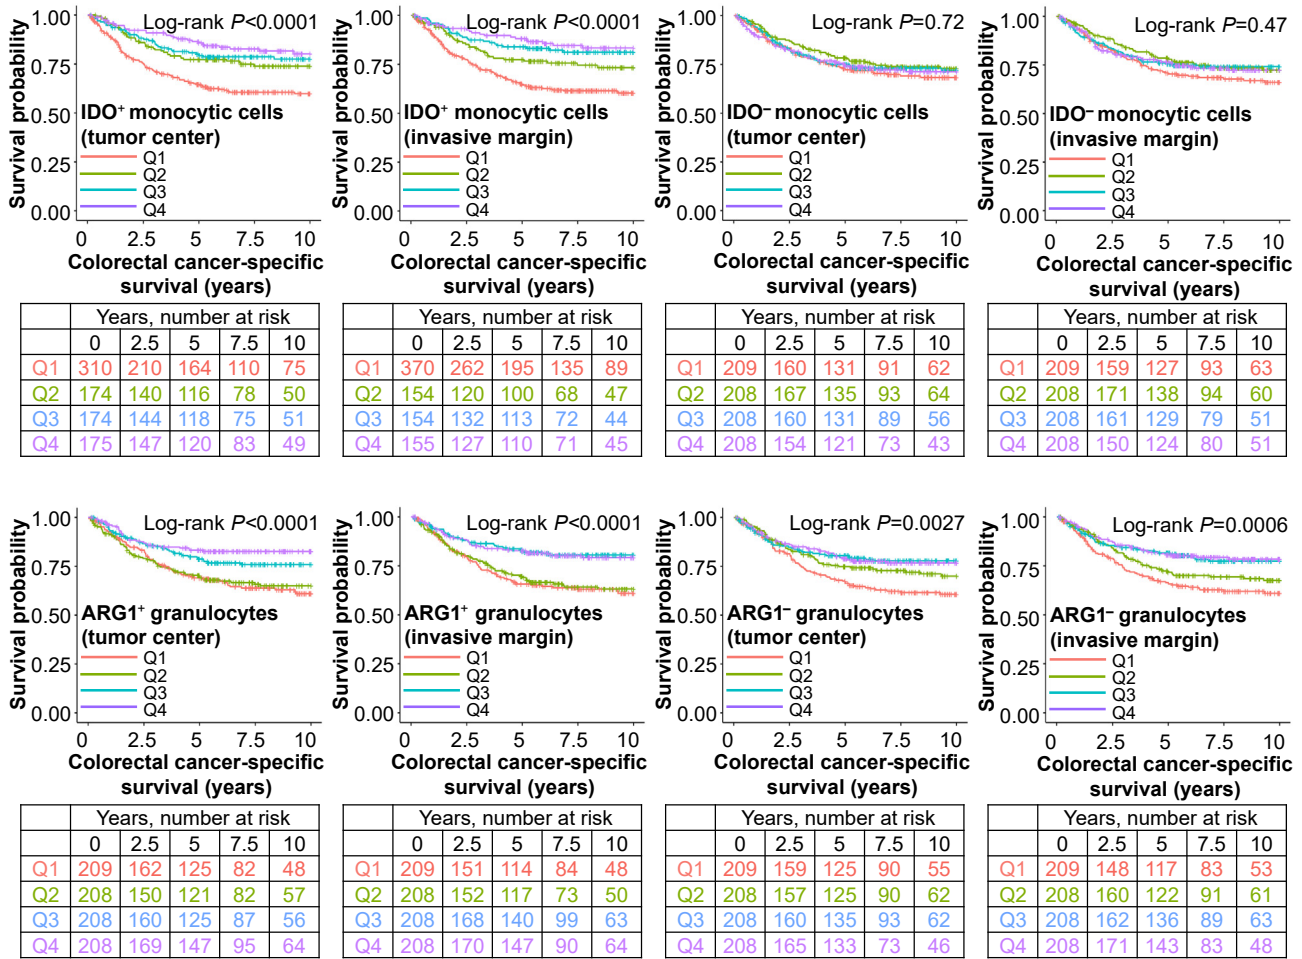 Log-rank P<0.0001
Survival probability
1.00
0.75
0.50
0.25
0.00
IDO⁺ monocytic cells
(tumor center)
Q1
Q2
Q3
Q4
0 2.5 5 7.5 10
Colorectal cancer-specific
survival (years)
Years, number at risk
0 2.5 5 7.5 10
Q1 310 210 164 110 75
Q2 174 140 116 78 50
Q3 174 144 118 75 51
Q4 175 147 120 83 49
Log-rank P<0.0001
Survival probability
1.00
0.75
0.50
0.25
0.00
IDO⁺ monocytic cells
(invasive margin)
Q1
Q2
Q3
Q4
0 2.5 5 7.5 10
Colorectal cancer-specific
survival (years)
Years, number at risk
0 2.5 5 7.5 10
Q1 370 262 195 135 89
Q2 154 120 100 68 47
Q3 154 132 113 72 44
Q4 155 127 110 71 45
Log-rank P=0.72
Survival probability
1.00
0.75
0.50
0.25
0.00
IDO⁻ monocytic cells
(tumor center)
Q1
Q2
Q3
Q4
0 2.5 5 7.5 10
Colorectal cancer-specific
survival (years)
Years, number at risk
0 2.5 5 7.5 10
Q1 209 160 131 91 62
Q2 208 167 135 93 64
Q3 208 160 131 89 56
Q4 208 154 121 73 43
Log-rank P=0.47
Survival probability
1.00
0.75
0.50
0.25
0.00
IDO⁻ monocytic cells
(invasive margin)
Q1
Q2
Q3
Q4
0 2.5 5 7.5 10
Colorectal cancer-specific
survival (years)
Years, number at risk
0 2.5 5 7.5 10
Q1 209 159 127 93 63
Q2 208 171 138 94 60
Q3 208 161 129 79 51
Q4 208 150 124 80 51
Log-rank P<0.0001
Survival probability
1.00
0.75
0.50
0.25
0.00
ARG1⁺ granulocytes
(tumor center)
Q1
Q2
Q3
Q4
0 2.5 5 7.5 10
Colorectal cancer-specific
survival (years)
Years, number at risk
0 2.5 5 7.5 10
Q1 209 162 125 82 48
Q2 208 150 121 82 57
Q3 208 160 125 87 56
Q4 208 169 147 95 64
Log-rank P<0.0001
Survival probability
1.00
0.75
0.50
0.25
0.00
ARG1⁺ granulocytes
(invasive margin)
Q1
Q2
Q3
Q4
0 2.5 5 7.5 10
Colorectal cancer-specific
survival (years)
Years, number at risk
0 2.5 5 7.5 10
Q1 209 151 114 84 48
Q2 208 152 117 73 50
Q3 208 168 140 99 63
Q4 208 170 147 90 64
Log-rank P=0.0027
Survival probability
1.00
0.75
0.50
0.25
0.00
ARG1⁻ granulocytes
(tumor center)
Q1
Q2
Q3
Q4
0 2.5 5 7.5 10
Colorectal cancer-specific
survival (years)
Years, number at risk
0 2.5 5 7.5 10
Q1 209 159 125 90 55
Q2 208 157 125 90 62
Q3 208 160 135 93 62
Q4 208 165 133 73 46
Log-rank P=0.0006
Survival probability
1.00
0.75
0.50
0.25
0.00
ARG1⁻ granulocytes
(invasive margin)
Q1
Q2
Q3
Q4
0 2.5 5 7.5 10
Colorectal cancer-specific
survival (years)
Years, number at risk
0 2.5 5 7.5 10
Q1 209 148 117 83 53
Q2 208 160 122 91 61
Q3 208 162 136 89 63
Q4 208 171 143 83 48